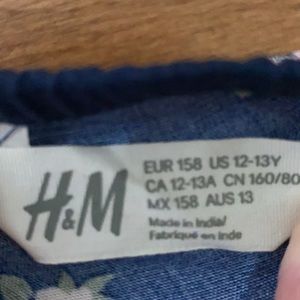 H&M
EUR 158 US 12-13Y
CA 12-13A CN 160/80
MX 158 AUS 13
Made in India/
Fabriqué en Inde